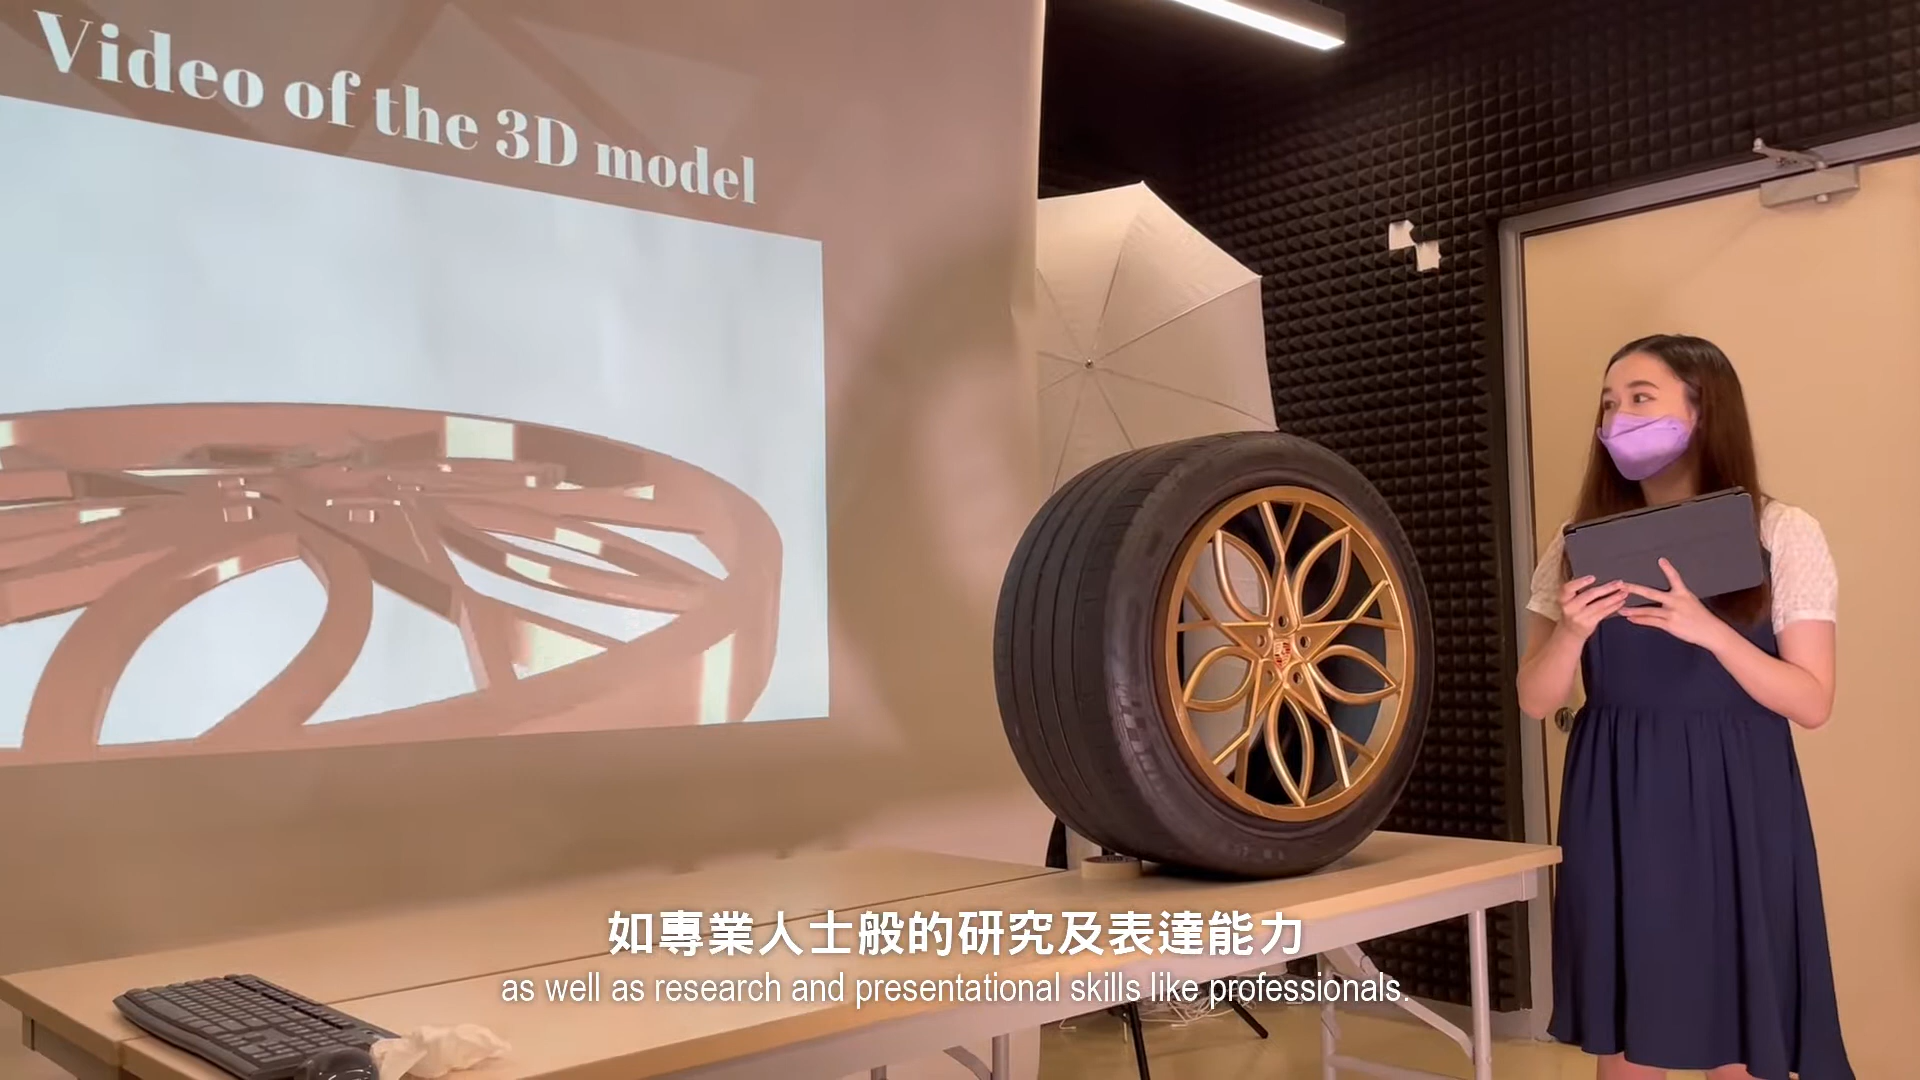 Video of the 3D model
如專業人士般的研究及表達能力
as well as research and presentational skills like professionals.